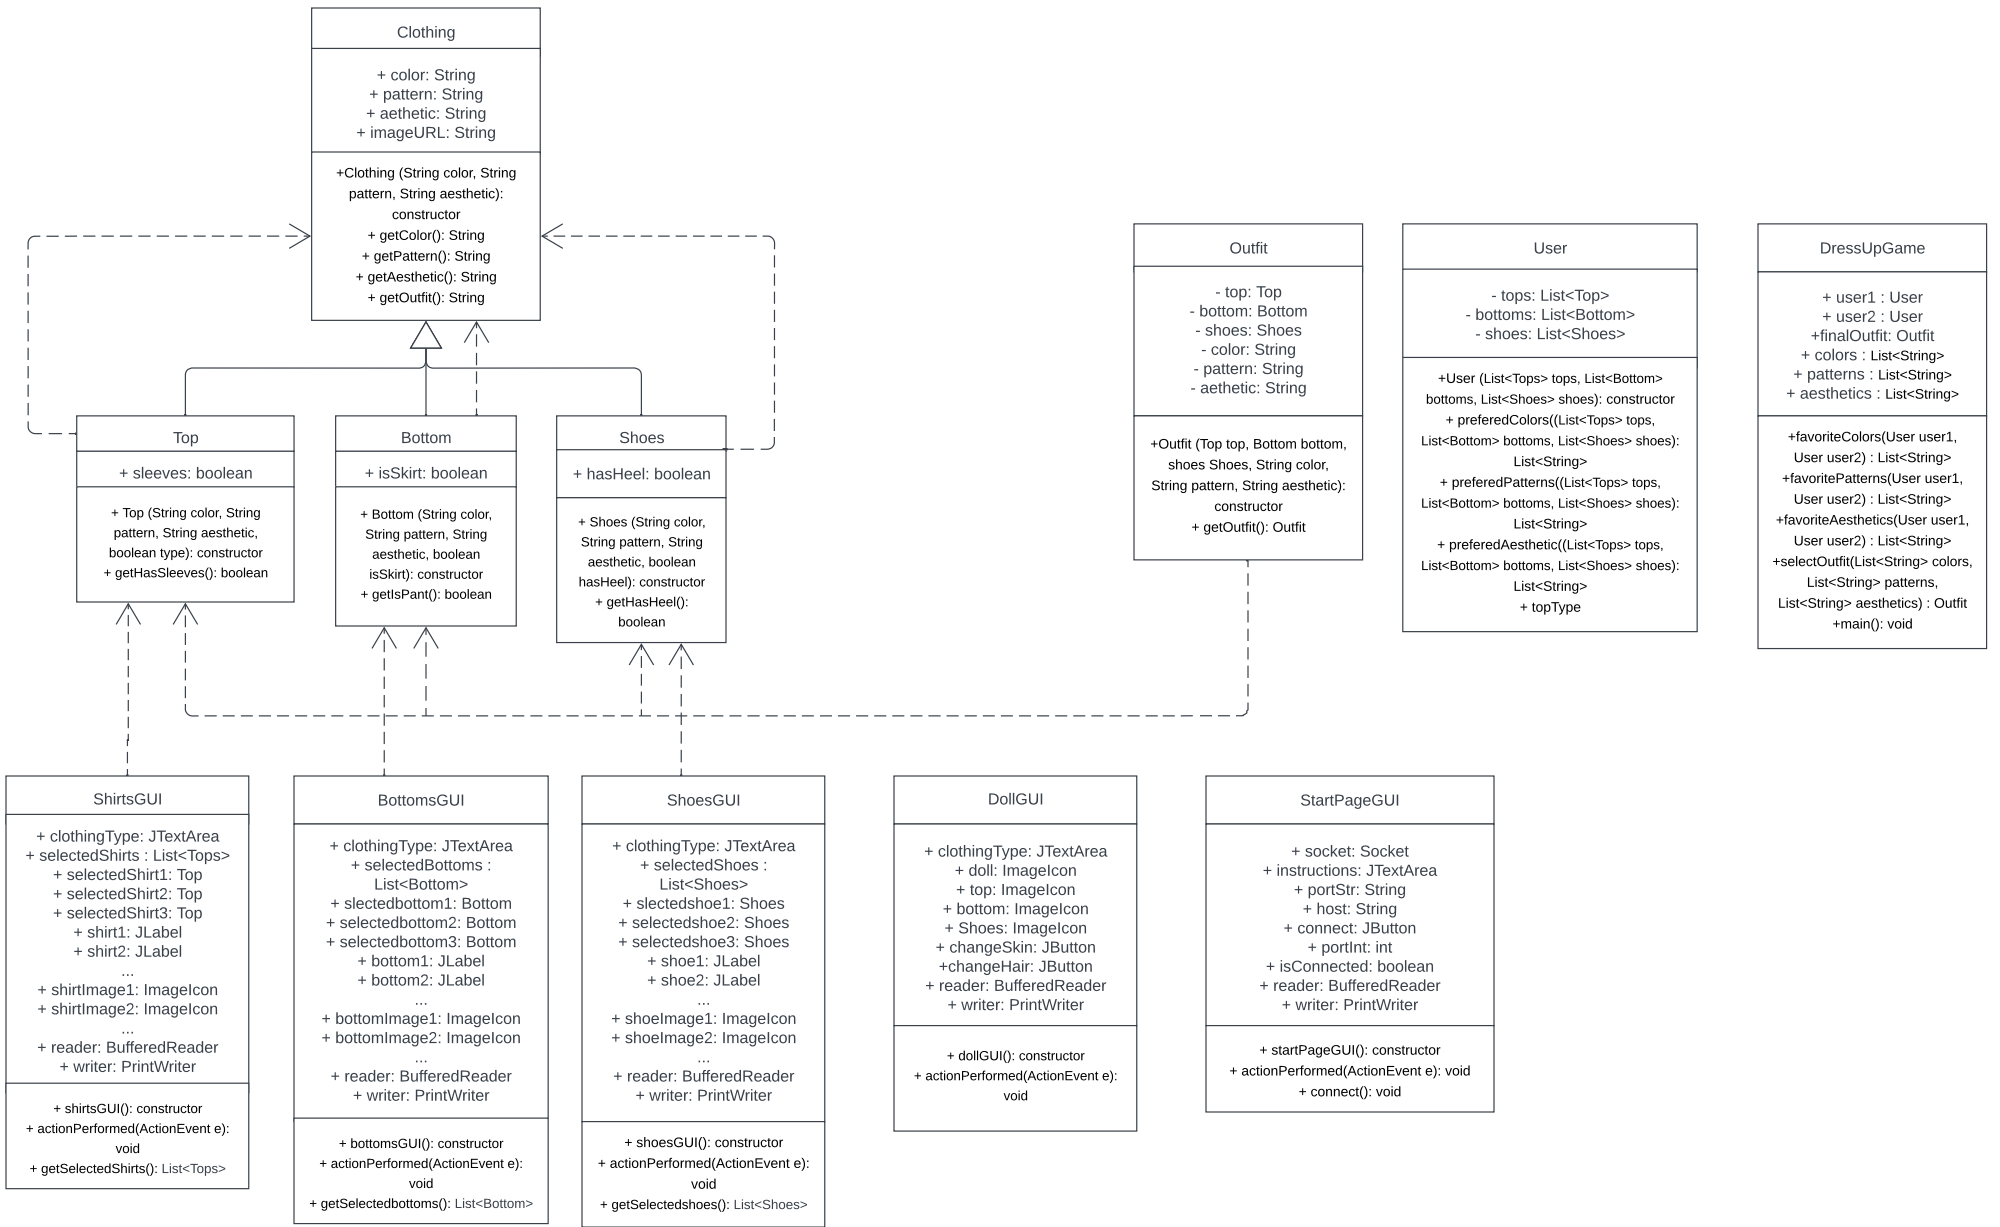 Clothing
+ color: String
+ pattern: String
+ aethetic: String
+ imageURL: String
+Clothing (String color, String
pattern, String aesthetic):
constructor
+ getColor(): String
+ getPattern(): String
+ getAesthetic(): String
+ getOutfit(): String
Outfit
- top: Top
- bottom: Bottom
- shoes: Shoes
- color: String
- pattern: String
- aethetic: String
+Outfit (Top top, Bottom bottom,
shoes Shoes, String color,
String pattern, String aesthetic):
constructor
+ getOutfit(): Outfit
User
- tops: List<Top>
- bottoms: List<Bottom>
- shoes: List<Shoes>
+User (List<Tops> tops, List<Bottom>
bottoms, List<Shoes> shoes): constructor
+ preferedColors((List<Tops> tops,
List<Bottom> bottoms, List<Shoes> shoes):
List<String>
+ preferedPatterns((List<Tops> tops,
List<Bottom> bottoms, List<Shoes> shoes):
List<String>
+ preferedAesthetic((List<Tops> tops,
List<Bottom> bottoms, List<Shoes> shoes):
List<String>
+ topType
DressUpGame
+ user1 : User
+ user2 : User
+finalOutfit: Outfit
+ colors : List<String>
+ patterns : List<String>
+ aesthetics : List<String>
+favoriteColors(User user1,
User user2) : List<String>
+favoritePatterns(User user1,
User user2) : List<String>
+favoriteAesthetics(User user1,
User user2) : List<String>
+selectOutfit(List<String> colors,
List<String> patterns,
List<String> aesthetics) : Outfit
+main(): void
Top
+ sleeves: boolean
+ Top (String color, String
pattern, String aesthetic,
boolean type): constructor
+ getHasSleeves(): boolean
Bottom
+ isSkirt: boolean
+ Bottom (String color,
String pattern, String
aesthetic, boolean
isSkirt): constructor
+ getIsPant(): boolean
Shoes
+ hasHeel: boolean
+ Shoes (String color,
String pattern, String
aesthetic, boolean
hasHeel): constructor
+ getHasHeel():
boolean
ShirtsGUI
+ clothingType: JTextArea
+ selectedShirts : List<Tops>
+ selectedShirt1: Top
+ selectedShirt2: Top
+ selectedShirt3: Top
+ shirt1: JLabel
+ shirt2: JLabel
...
+ shirtImage1: ImageIcon
+ shirtImage2: ImageIcon
...
+ reader: BufferedReader
+ writer: PrintWriter
+ shirtsGUI(): constructor
+ actionPerformed(ActionEvent e):
void
+ getSelectedShirts(): List<Tops>
BottomsGUI
+ clothingType: JTextArea
+ selectedBottoms :
List<Bottom>
+ slectedbottom1: Bottom
+ selectedbottom2: Bottom
+ selectedbottom3: Bottom
+ bottom1: JLabel
+ bottom2: JLabel
...
+ bottomImage1: ImageIcon
+ bottomImage2: ImageIcon
...
+ reader: BufferedReader
+ writer: PrintWriter
+ bottomsGUI(): constructor
+ actionPerformed(ActionEvent e):
void
+ getSelectedbottoms(): List<Bottom>
ShoesGUI
+ clothingType: JTextArea
+ selectedShoes :
List<Shoes>
+ slectedshoe1: Shoes
+ selectedshoe2: Shoes
+ selectedshoe3: Shoes
+ shoe1: JLabel
+ shoe2: JLabel
...
+ shoeImage1: ImageIcon
+ shoeImage2: ImageIcon
...
+ reader: BufferedReader
+ writer: PrintWriter
+ shoesGUI(): constructor
+ actionPerformed(ActionEvent e):
void
+ getSelectedshoes(): List<Shoes>
DollGUI
+ clothingType: JTextArea
+ doll: ImageIcon
+ top: ImageIcon
+ bottom: ImageIcon
+ Shoes: ImageIcon
+ changeSkin: JButton
+changeHair: JButton
+ reader: BufferedReader
+ writer: PrintWriter
+ dollGUI(): constructor
+ actionPerformed(ActionEvent e):
void
StartPageGUI
+ socket: Socket
+ instructions: JTextArea
+ portStr: String
+ host: String
+ connect: JButton
+ portInt: int
+ isConnected: boolean
+ reader: BufferedReader
+ writer: PrintWriter
+ startPageGUI(): constructor
+ actionPerformed(ActionEvent e): void
+ connect(): void